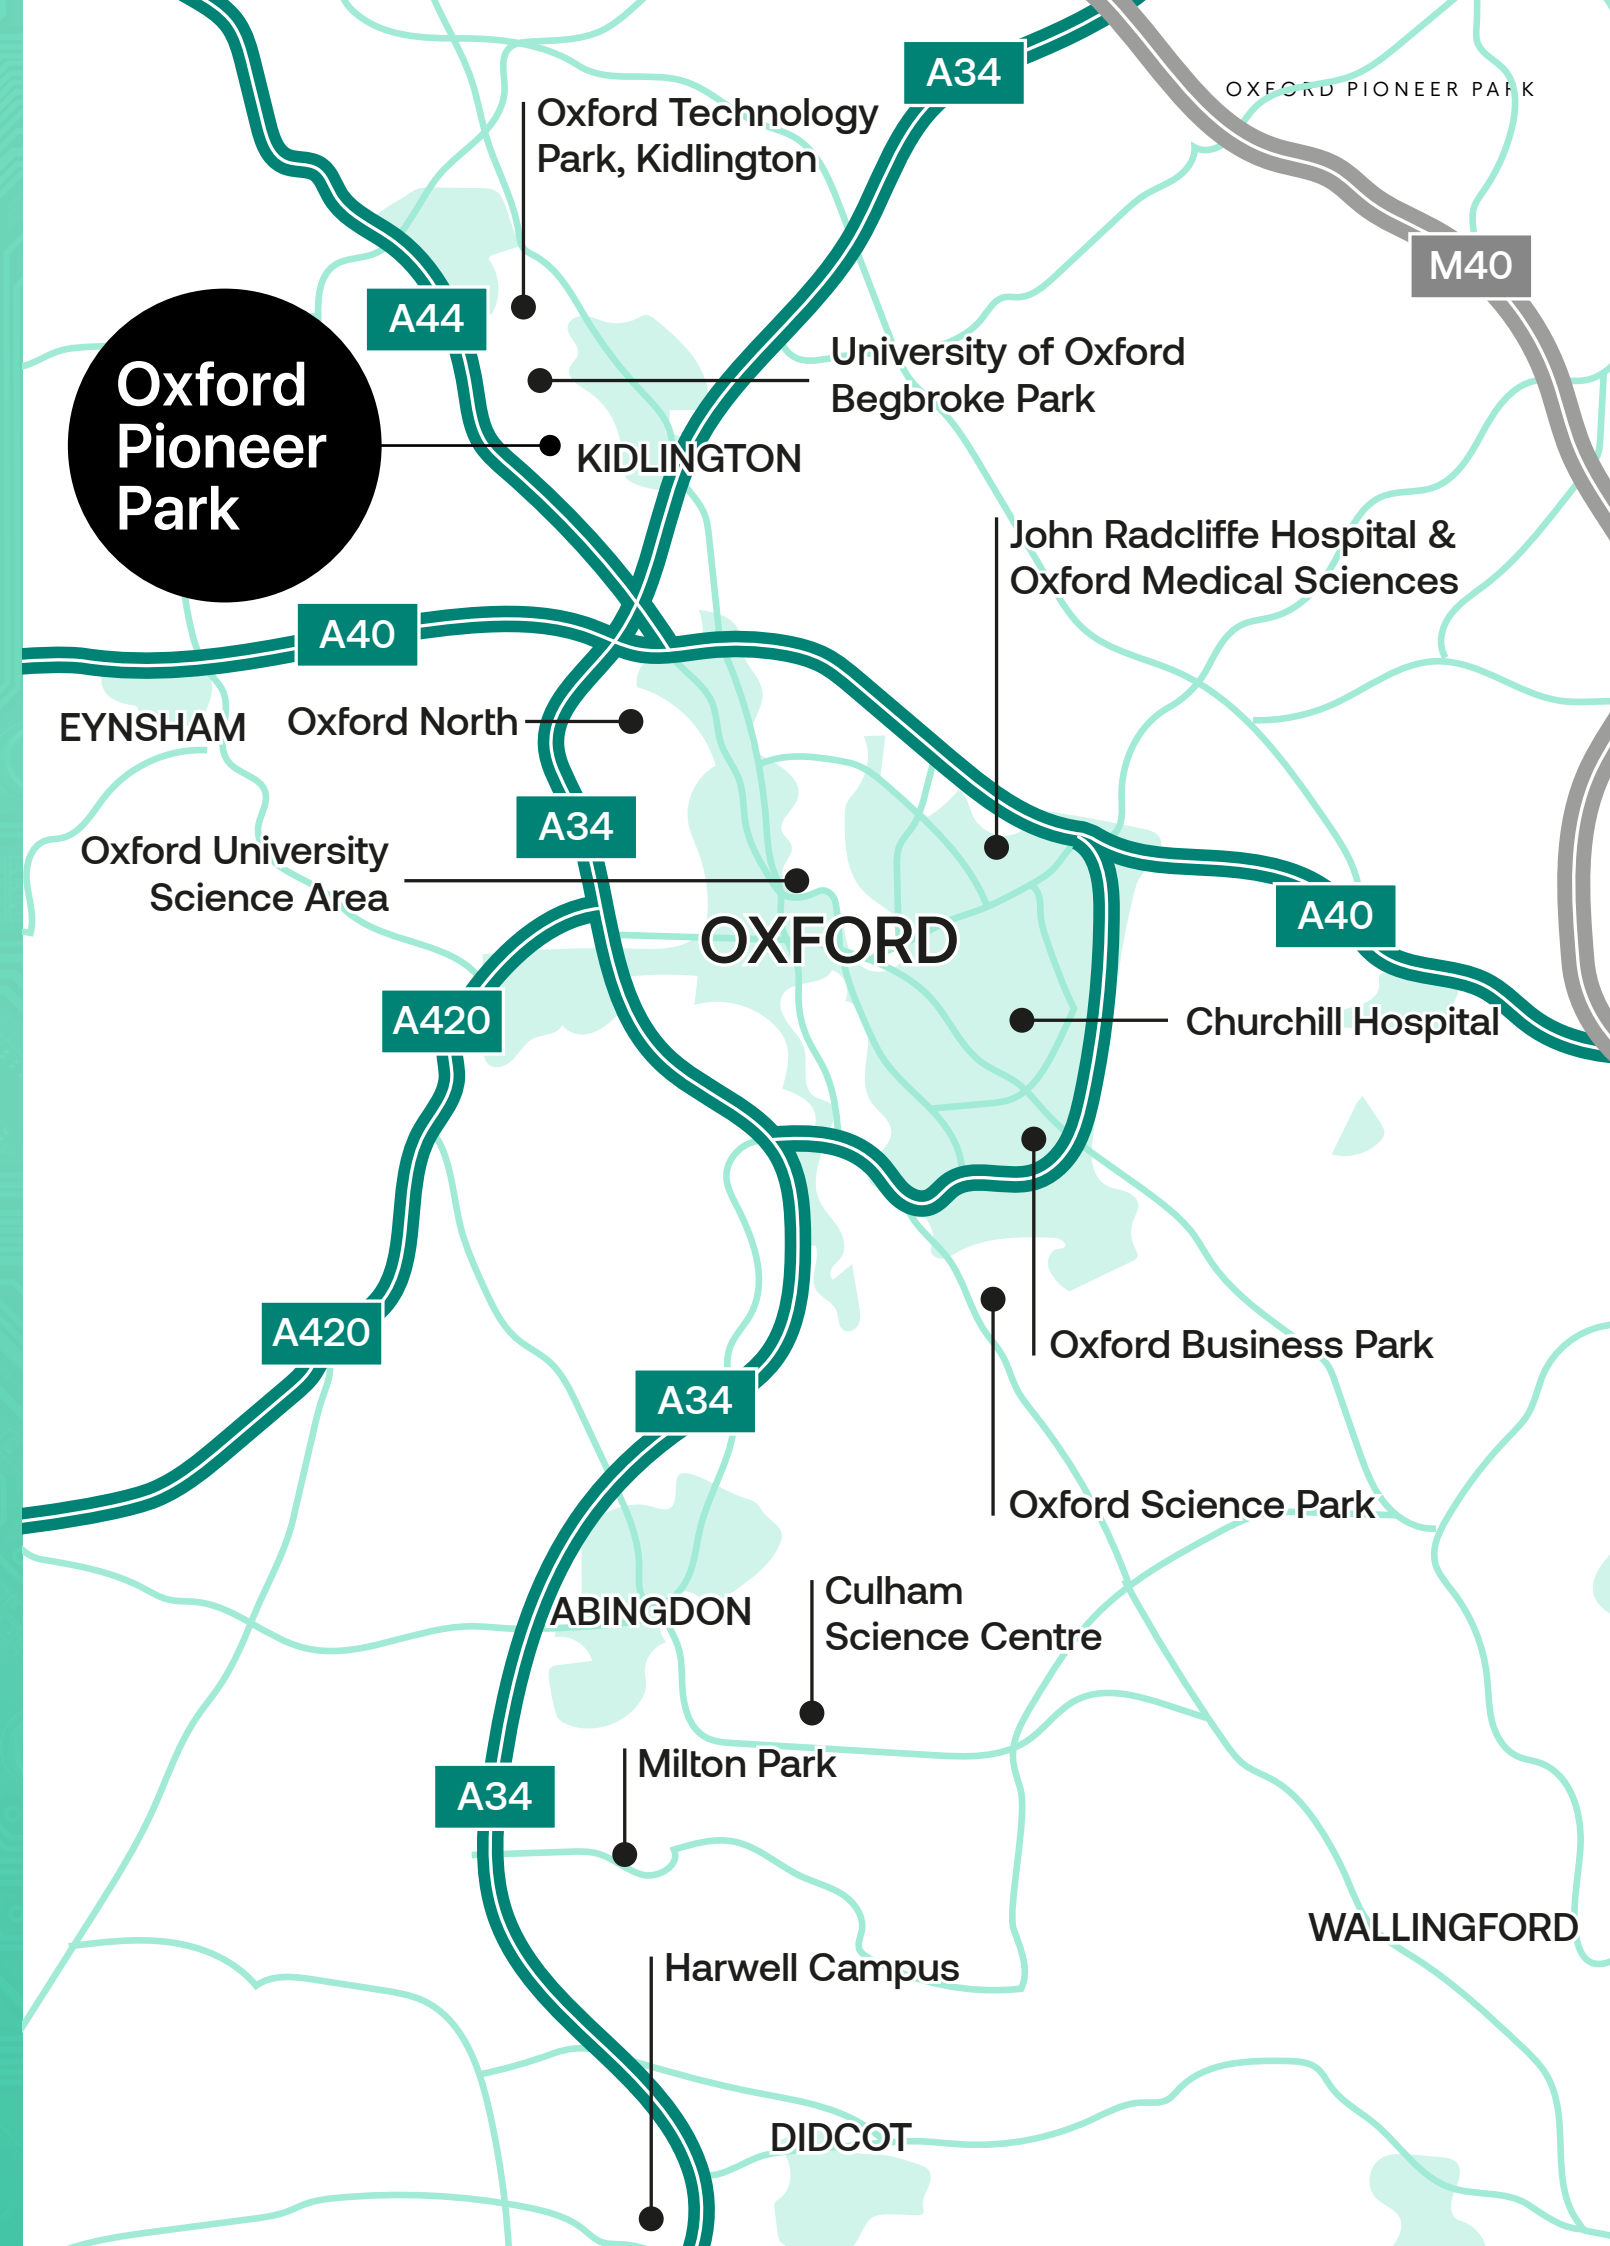 A34
OXFORD PIONEER PARK
Oxford Technology
Park, Kidlington
M40
A44
Oxford
Pioneer
Park
University of Oxford
Begbroke Park
KIDLINGTON
John Radcliffe Hospital &
Oxford Medical Sciences
A40
EYNSHAM
Oxford North
A34
Oxford University
Science Area
A40
OXFORD
A420
Churchill Hospital
A420
Oxford Business Park
A34
Oxford Science Park
Culham
Science Centre
ABINGDON
Milton Park
A34
WALLINGFORD
Harwell Campus
DIDCOT